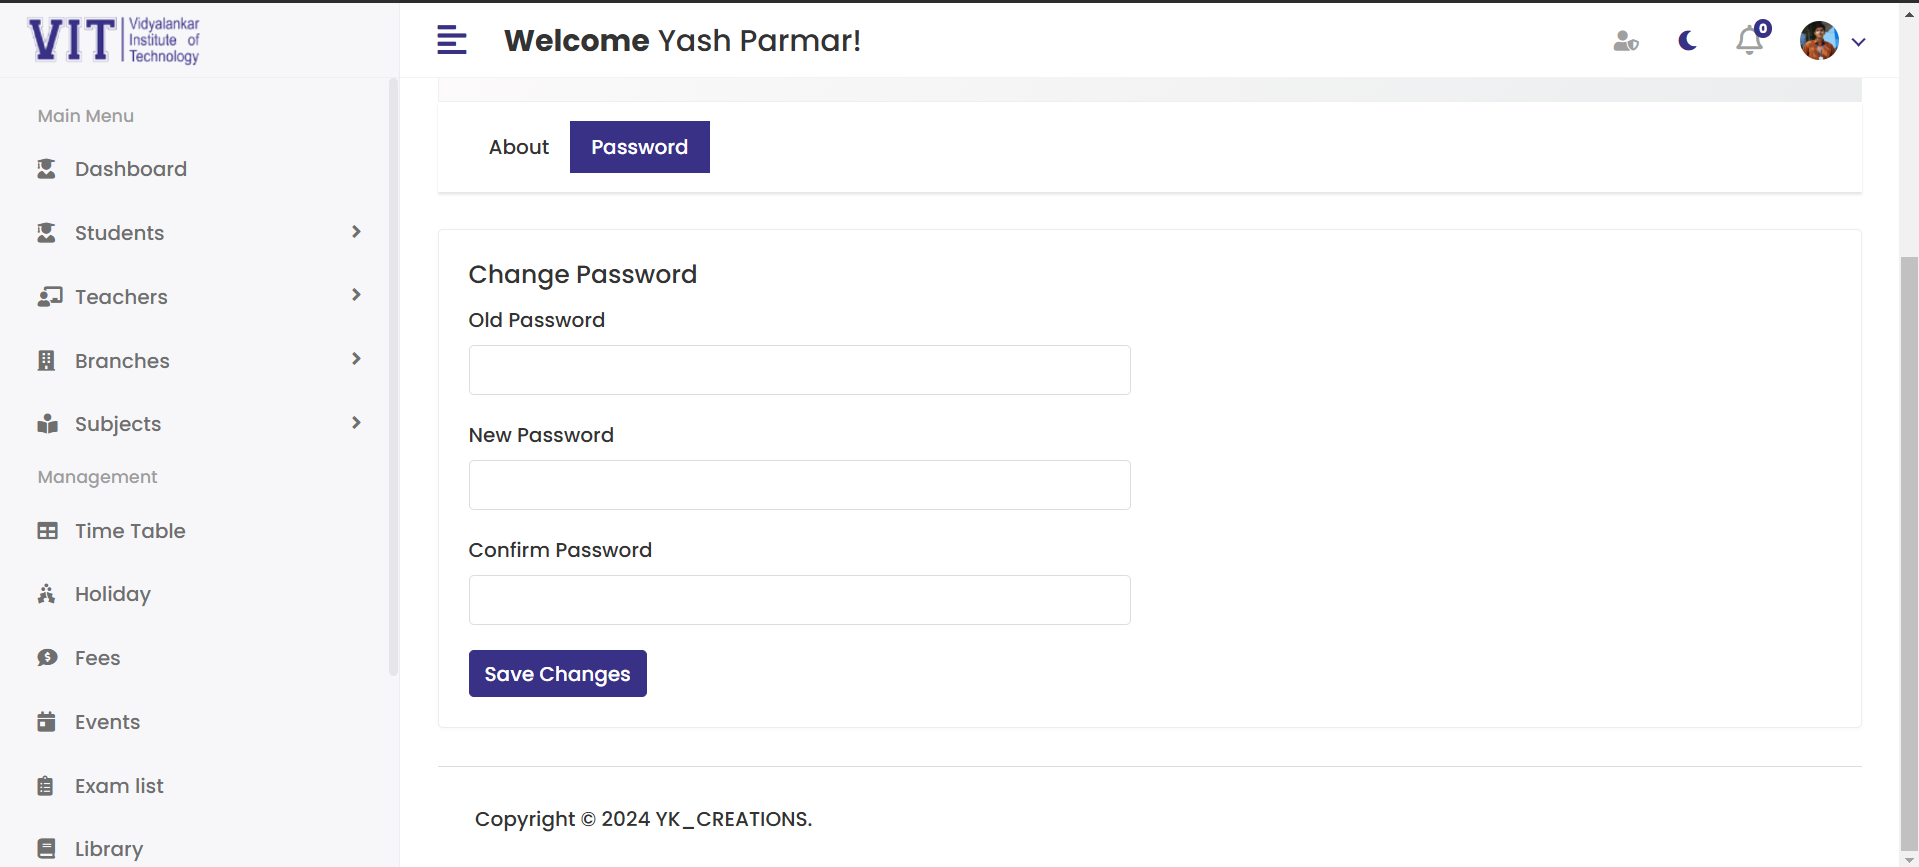 VIT Vidyalankar
Institute of
Technology
Welcome Yash Parmar!
0
Main Menu
Dashboard
Students
Teachers
Branches
Subjects
Management
Time Table
Holiday
Fees
Events
Exam list
Library
About
Password
Change Password
Old Password
New Password
Confirm Password
Save Changes
Copyright © 2024 YK_CREATIONS.